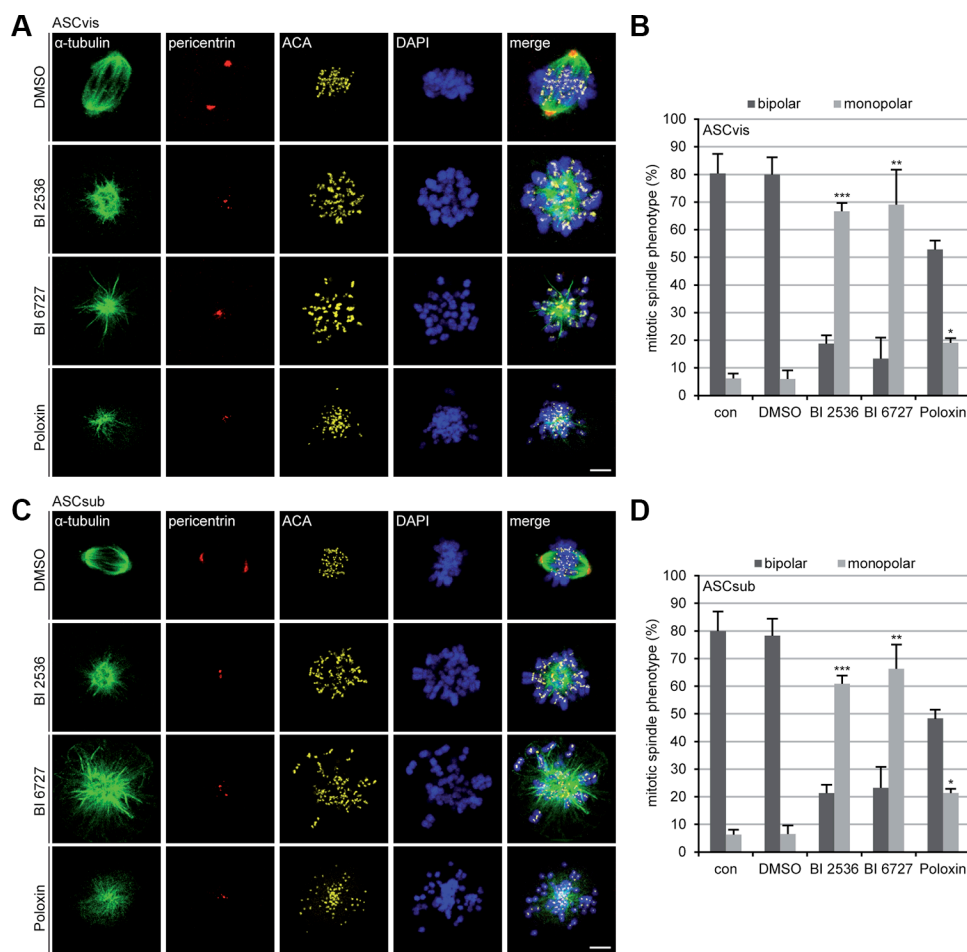 A
ASCvis
α-tubulin pericentrin ACA DAPI merge
DMSO
BI 2536
BI 6727
Poloxin
B
bipolar monopolar
ASCvis
mitotic spindle phenotype (%)
100
90
80
70
60
50
40
30
20
10
0
***
**
*
con DMSO BI 2536 BI 6727 Poloxin
C
ASCsub
α-tubulin pericentrin ACA DAPI merge
DMSO
BI 2536
BI 6727
Poloxin
D
bipolar monopolar
ASCsub
mitotic spindle phenotype (%)
100
90
80
70
60
50
40
30
20
10
0
***
**
*
con DMSO BI 2536 BI 6727 Poloxin